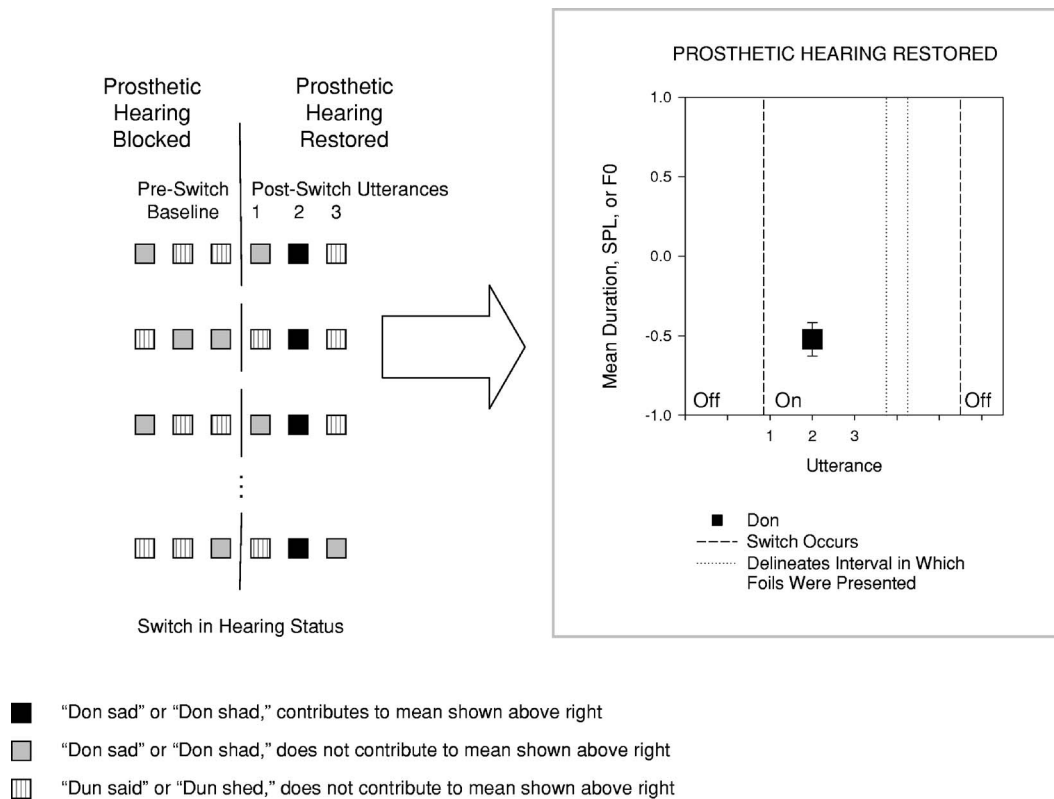 Prosthetic
Hearing
Blocked
Prosthetic
Hearing
Restored
Pre-Switch
Baseline
Post-Switch Utterances
1 2 3
⋮
Switch in Hearing Status
PROSTHETIC HEARING RESTORED
Mean Duration, SPL, or F0
1.0
0.5
0.0
-0.5
-1.0
Off On Off
1 2 3
Utterance
Don
Switch Occurs
Delineates Interval in Which
Foils Were Presented
“Don sad” or “Don shad,” contributes to mean shown above right
“Don sad” or “Don shad,” does not contribute to mean shown above right
“Dun said” or “Dun shed,” does not contribute to mean shown above right